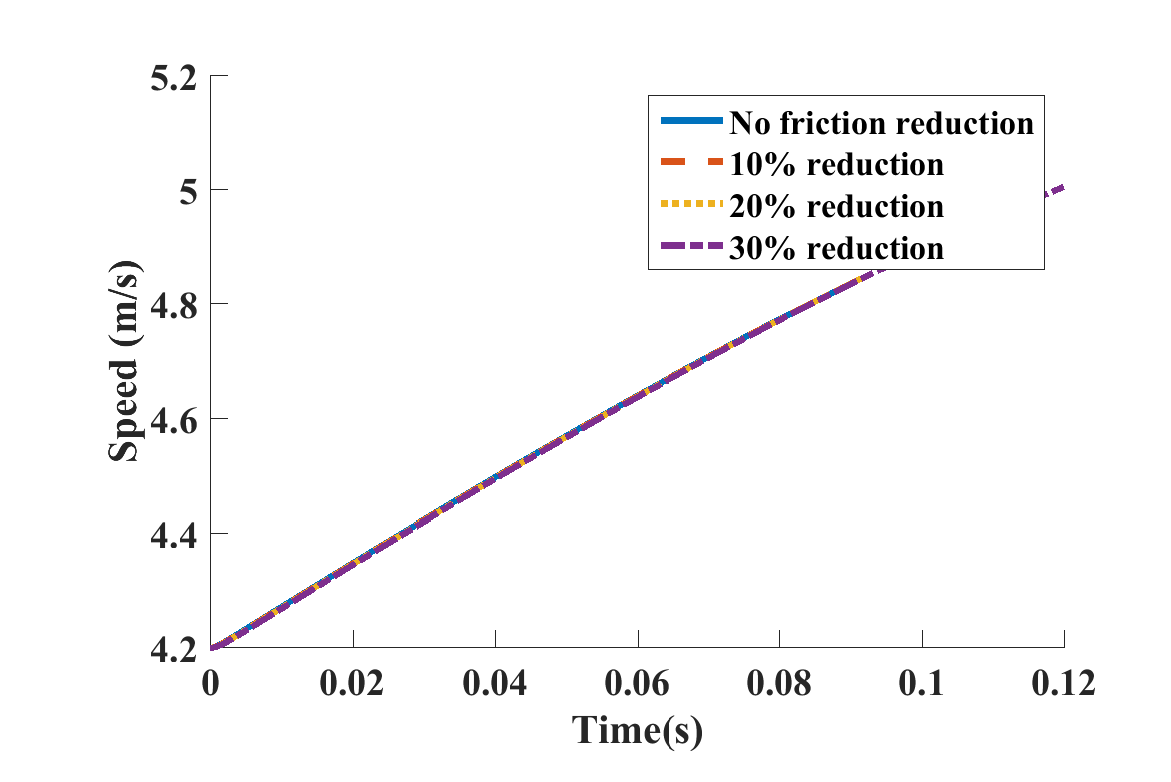 5.2
5
4.8
4.6
4.4
4.2
Speed (m/s)
No friction reduction
10% reduction
20% reduction
30% reduction
0 0.02 0.04 0.06 0.08 0.1 0.12
Time(s)